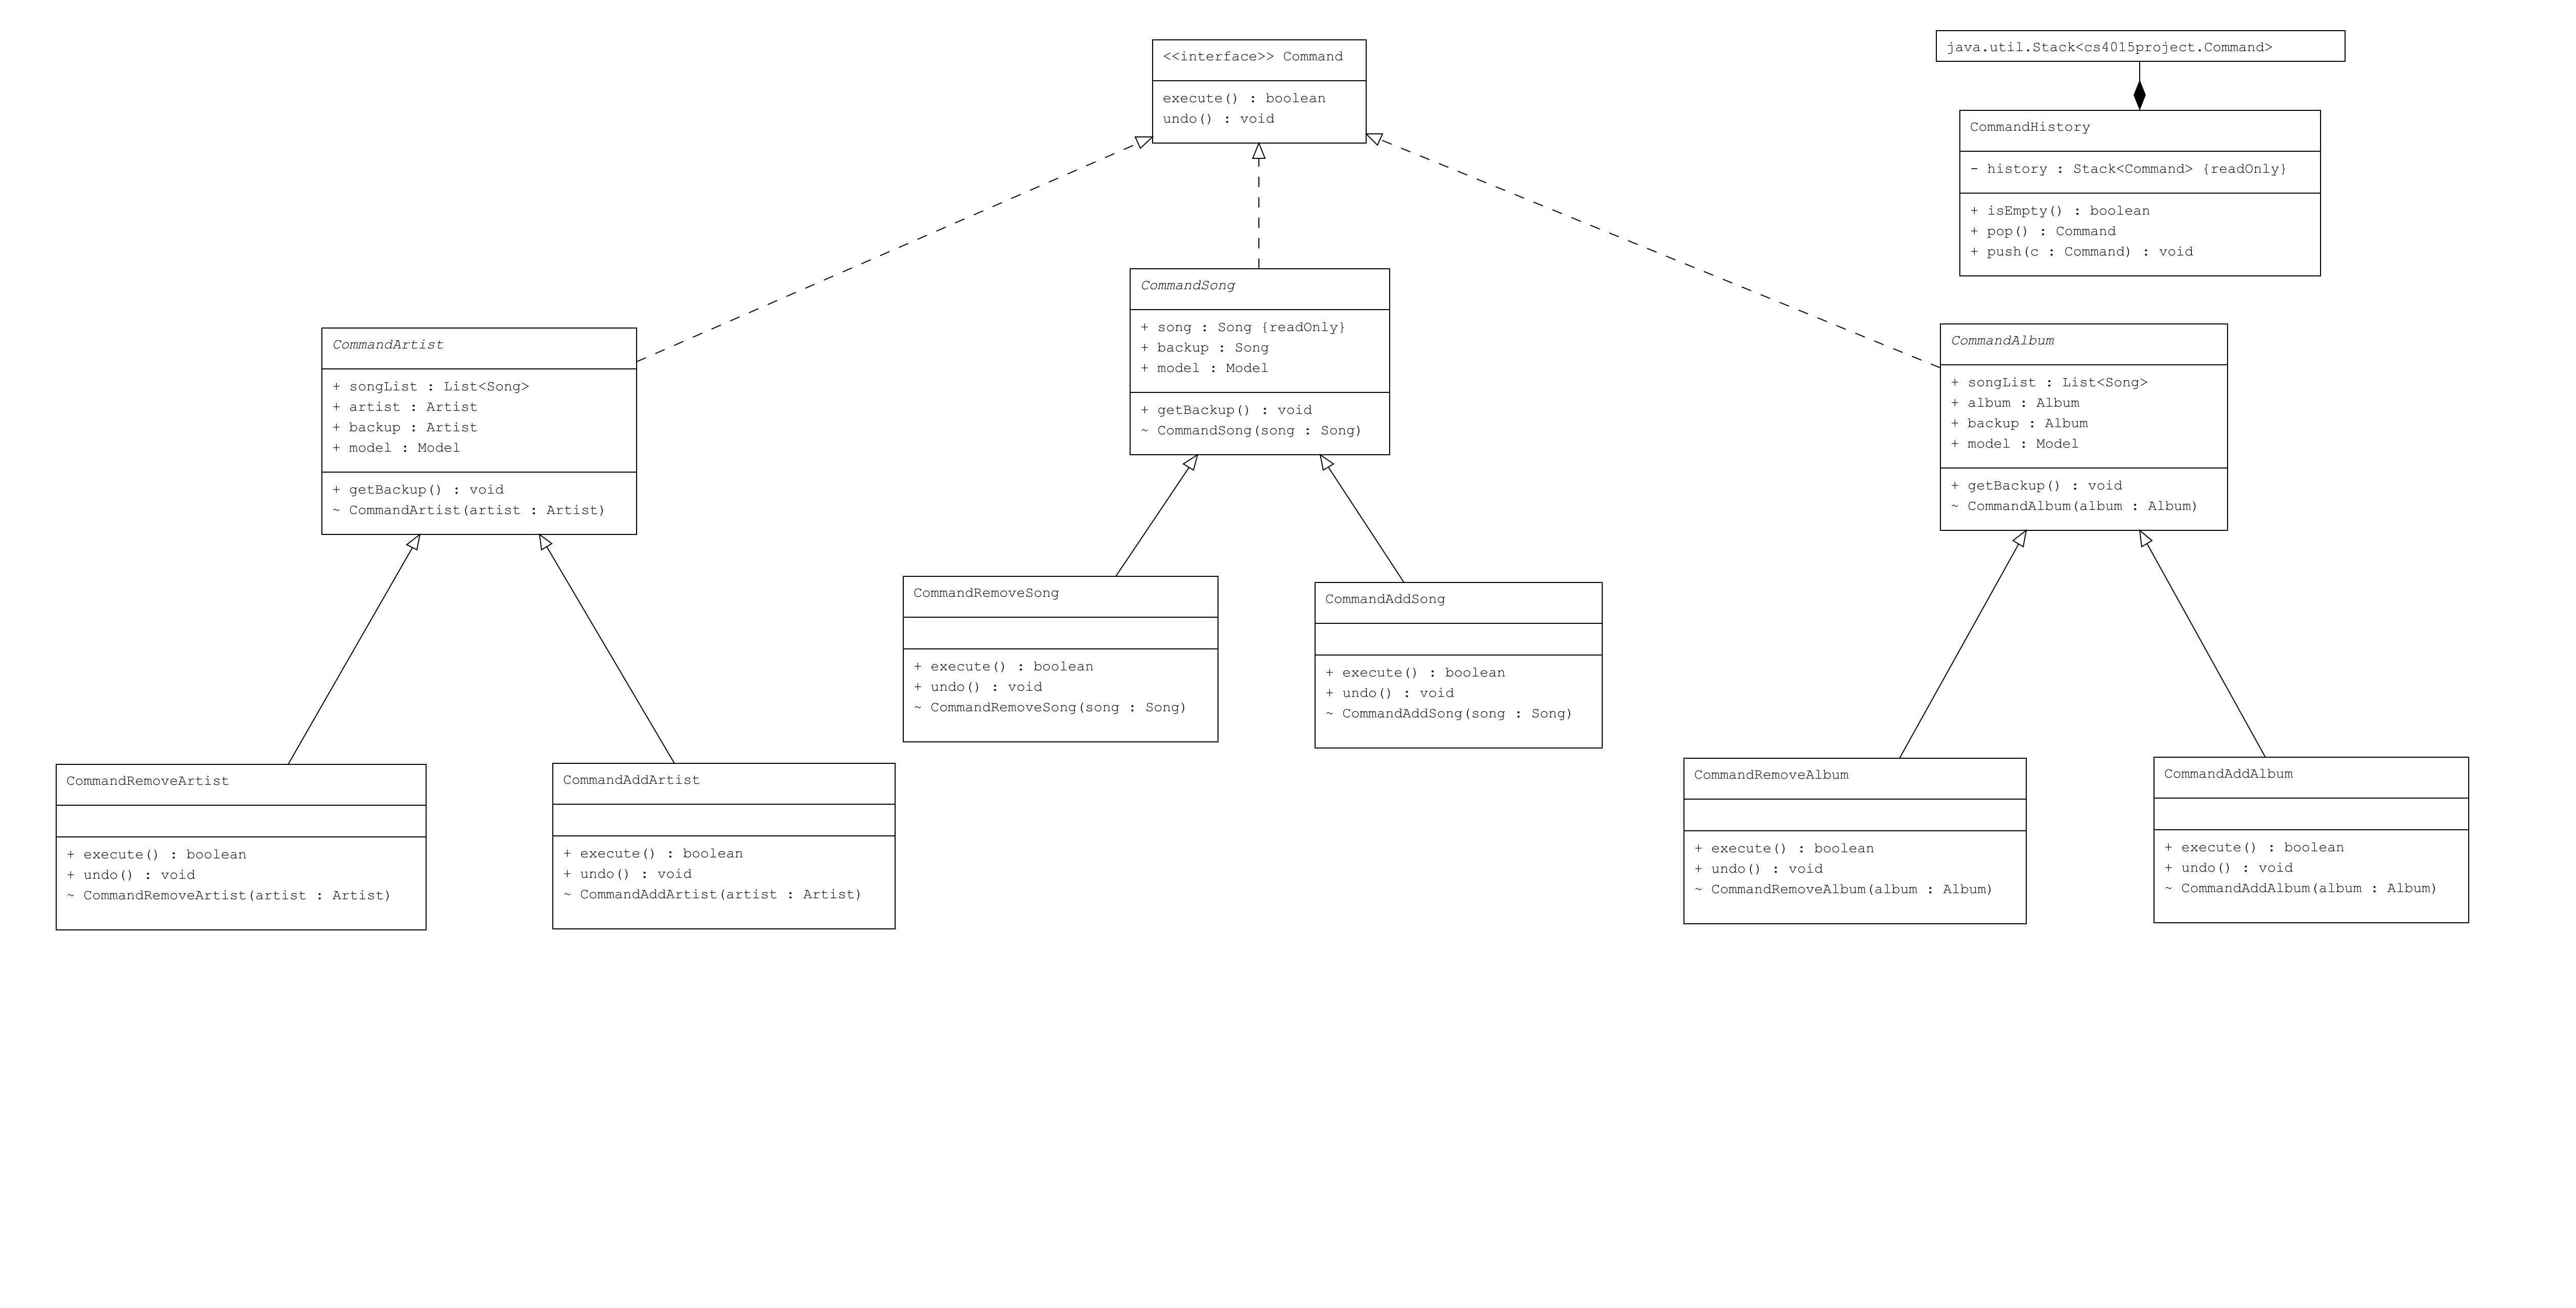 <<interface>> Command
execute() : boolean
undo() : void
java.util.Stack<cs4015project.Command>
CommandHistory
- history : Stack<Command> {readOnly}
+ isEmpty() : boolean
+ pop() : Command
+ push(c : Command) : void
CommandArtist
+ songList : List<Song>
+ artist : Artist
+ backup : Artist
+ model : Model
+ getBackup() : void
~ CommandArtist(artist : Artist)
CommandSong
+ song : Song {readOnly}
+ backup : Song
+ model : Model
+ getBackup() : void
~ CommandSong(song : Song)
CommandAlbum
+ songList : List<Song>
+ album : Album
+ backup : Album
+ model : Model
+ getBackup() : void
~ CommandAlbum(album : Album)
CommandRemoveArtist
+ execute() : boolean
+ undo() : void
~ CommandRemoveArtist(artist : Artist)
CommandAddArtist
+ execute() : boolean
+ undo() : void
~ CommandAddArtist(artist : Artist)
CommandRemoveSong
+ execute() : boolean
+ undo() : void
~ CommandRemoveSong(song : Song)
CommandAddSong
+ execute() : boolean
+ undo() : void
~ CommandAddSong(song : Song)
CommandRemoveAlbum
+ execute() : boolean
+ undo() : void
~ CommandRemoveAlbum(album : Album)
CommandAddAlbum
+ execute() : boolean
+ undo() : void
~ CommandAddAlbum(album : Album)